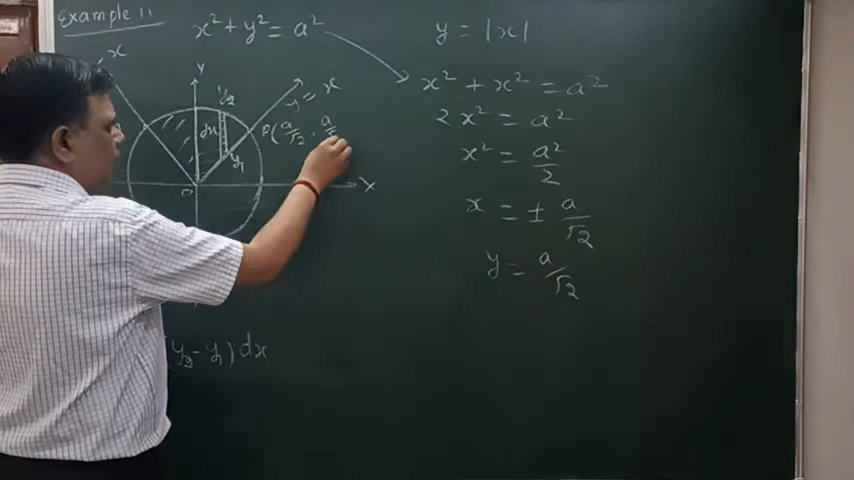 Example 11
x² + y² = a²
y = |x|
x² + x² = a²
2x² = a²
x² = a²/2
x = ± a/√2
y = a/√2
x
y
y₂
y = x
dx
P(a/√2, a/√
y₁
o
x
(y₂ - y₁) dx